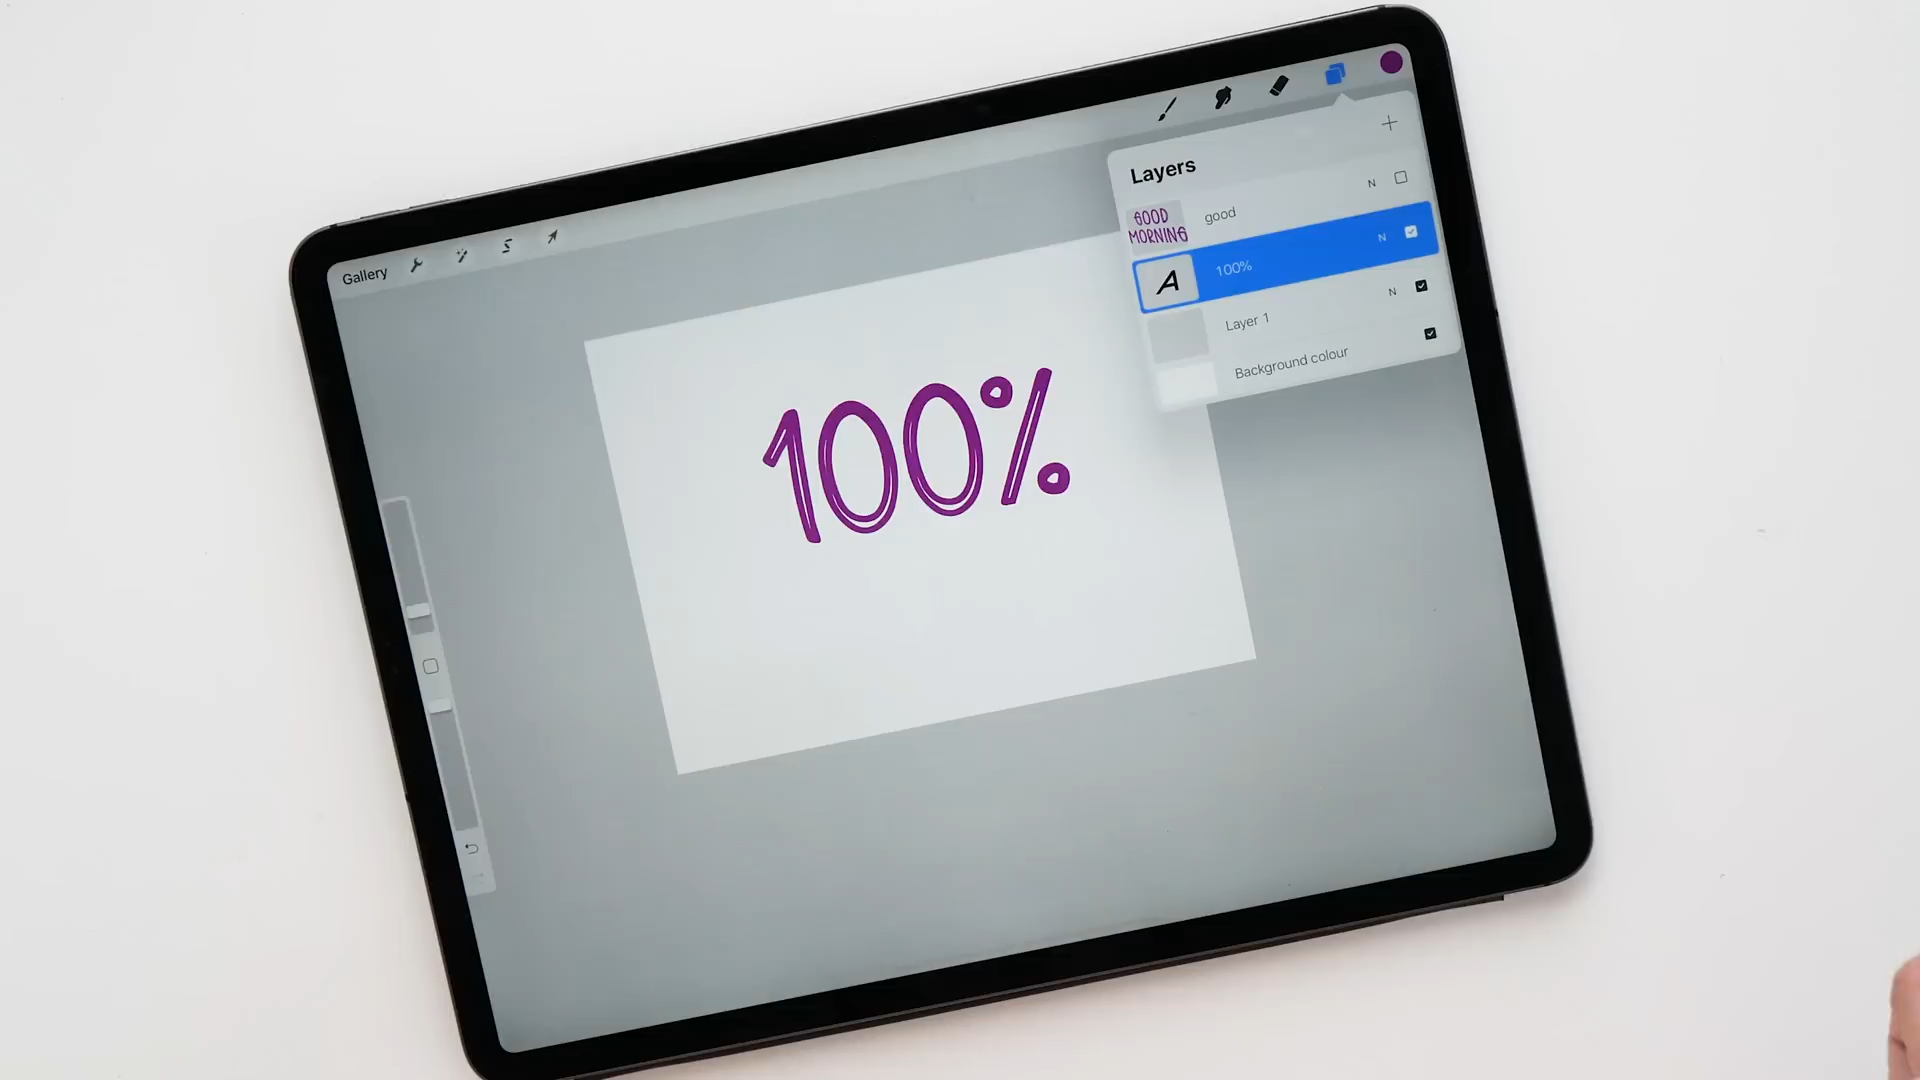 Gallery
Layers
N
GOOD
MORNING
good
N
A
100%
N
Layer 1
Background colour
100%